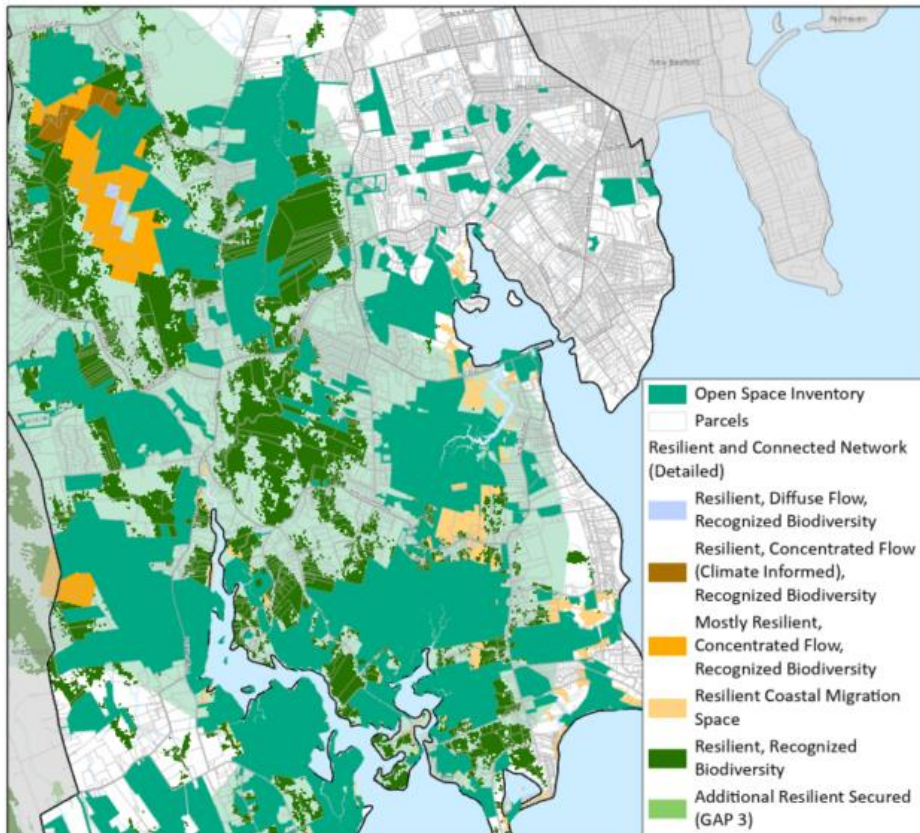 New Bedford
Open Space Inventory
Parcels
Resilient and Connected Network
(Detailed)
Resilient, Diffuse Flow,
Recognized Biodiversity
Resilient, Concentrated Flow
(Climate Informed),
Recognized Biodiversity
Mostly Resilient,
Concentrated Flow,
Recognized Biodiversity
Resilient Coastal Migration
Space
Resilient, Recognized
Biodiversity
Additional Resilient Secured
(GAP 3)